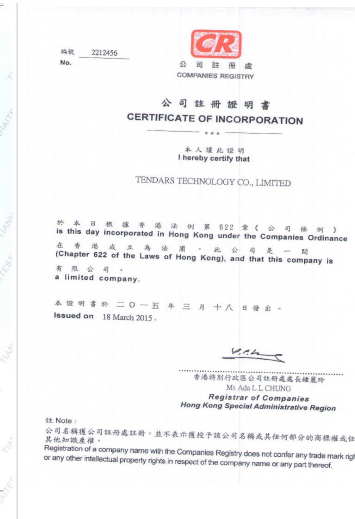 編號 2212456
No.
CR
公司註冊處
COMPANIES REGISTRY
公司註冊證明書
CERTIFICATE OF INCORPORATION
***
本人謹此證明
I hereby certify that
TENDARS TECHNOLOGY CO., LIMITED
於本日根據香港法例第622章《公司條例》
is this day incorporated in Hong Kong under the Companies Ordinance
在香港成立為法團，此公司是一間
(Chapter 622 of the Laws of Hong Kong), and that this company is
有限公司。
a limited company.
本證明書於二〇一五年三月十八日發出。
Issued on 18 March 2015.
香港特別行政區公司註冊處處長鍾麗玲
Ms Ada L L CHUNG
Registrar of Companies
Hong Kong Special Administrative Region
註 Note:
公司名稱獲公司註冊處註冊，並不表示獲授予該公司名稱或其任何部分的商標權或任
其他知識產權。
Registration of a company name with the Companies Registry does not confer any trade mark righ
or any other intellectual property rights in respect of the company name or any part thereof.